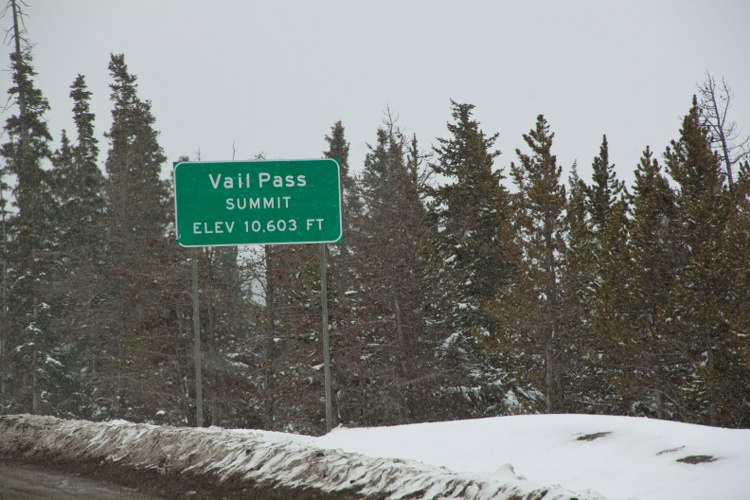 Vail Pass
SUMMIT
ELEV 10,603 FT